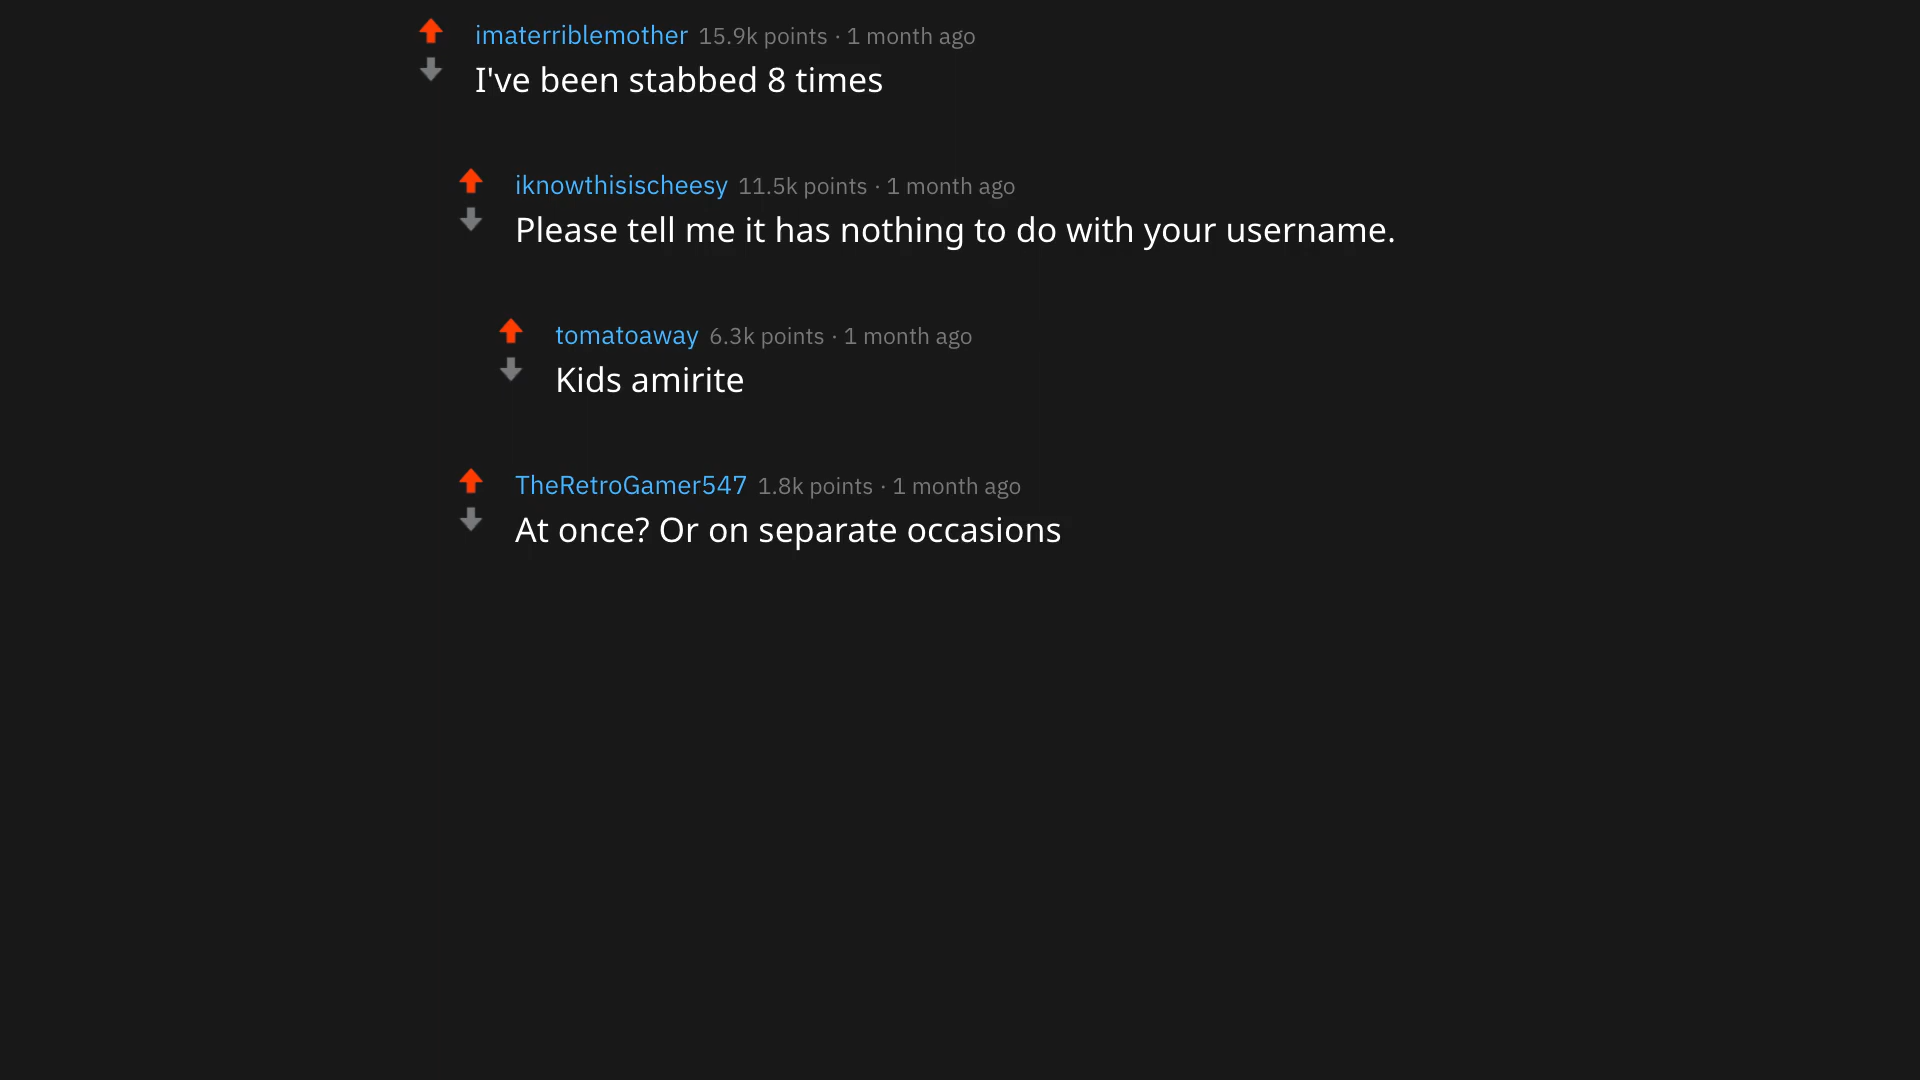 imaterriblemother 15.9k points · 1 month ago
I've been stabbed 8 times
iknowthisischeesy 11.5k points · 1 month ago
Please tell me it has nothing to do with your username.
tomatoaway 6.3k points · 1 month ago
Kids amirite
TheRetroGamer547 1.8k points · 1 month ago
At once? Or on separate occasions